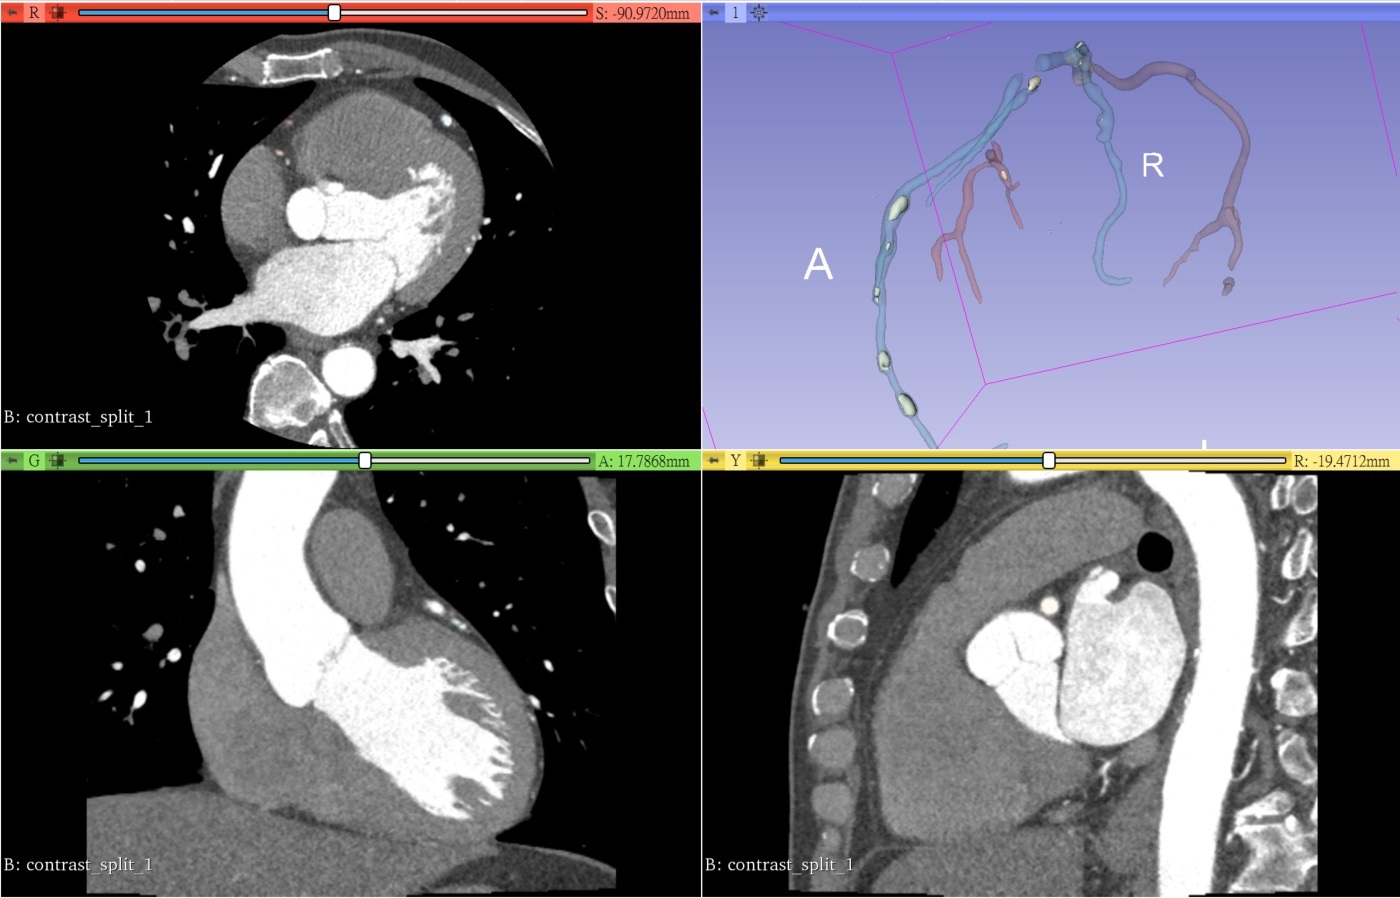 R S: -90.9720mm
1
B: contrast_split_1
A
R
G A: 17.7868mm
Y R: -19.4712mm
B: contrast_split_1
B: contrast_split_1